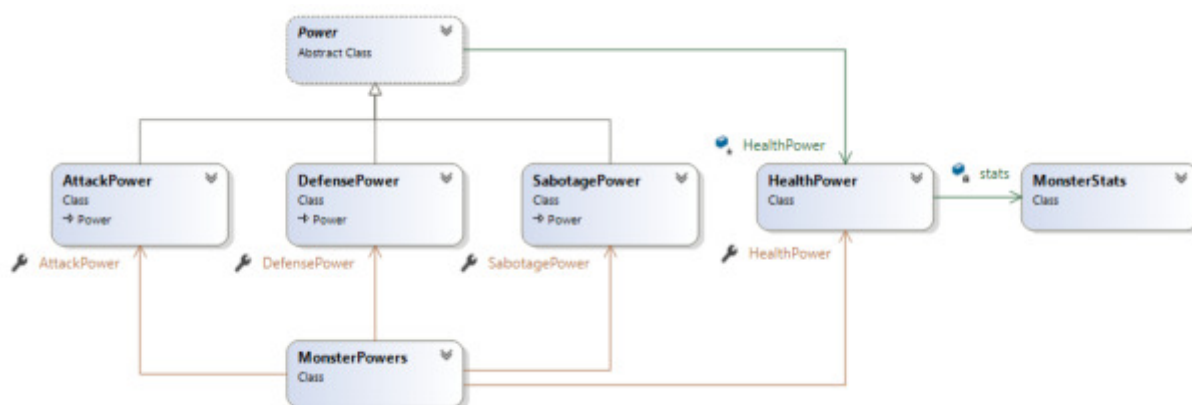 Power
Abstract Class
HealthPower
stats
AttackPower
Class
Power
DefensePower
Class
Power
SabotagePower
Class
Power
HealthPower
Class
MonsterStats
Class
AttackPower
DefensePower
SabotagePower
HealthPower
MonsterPowers
Class